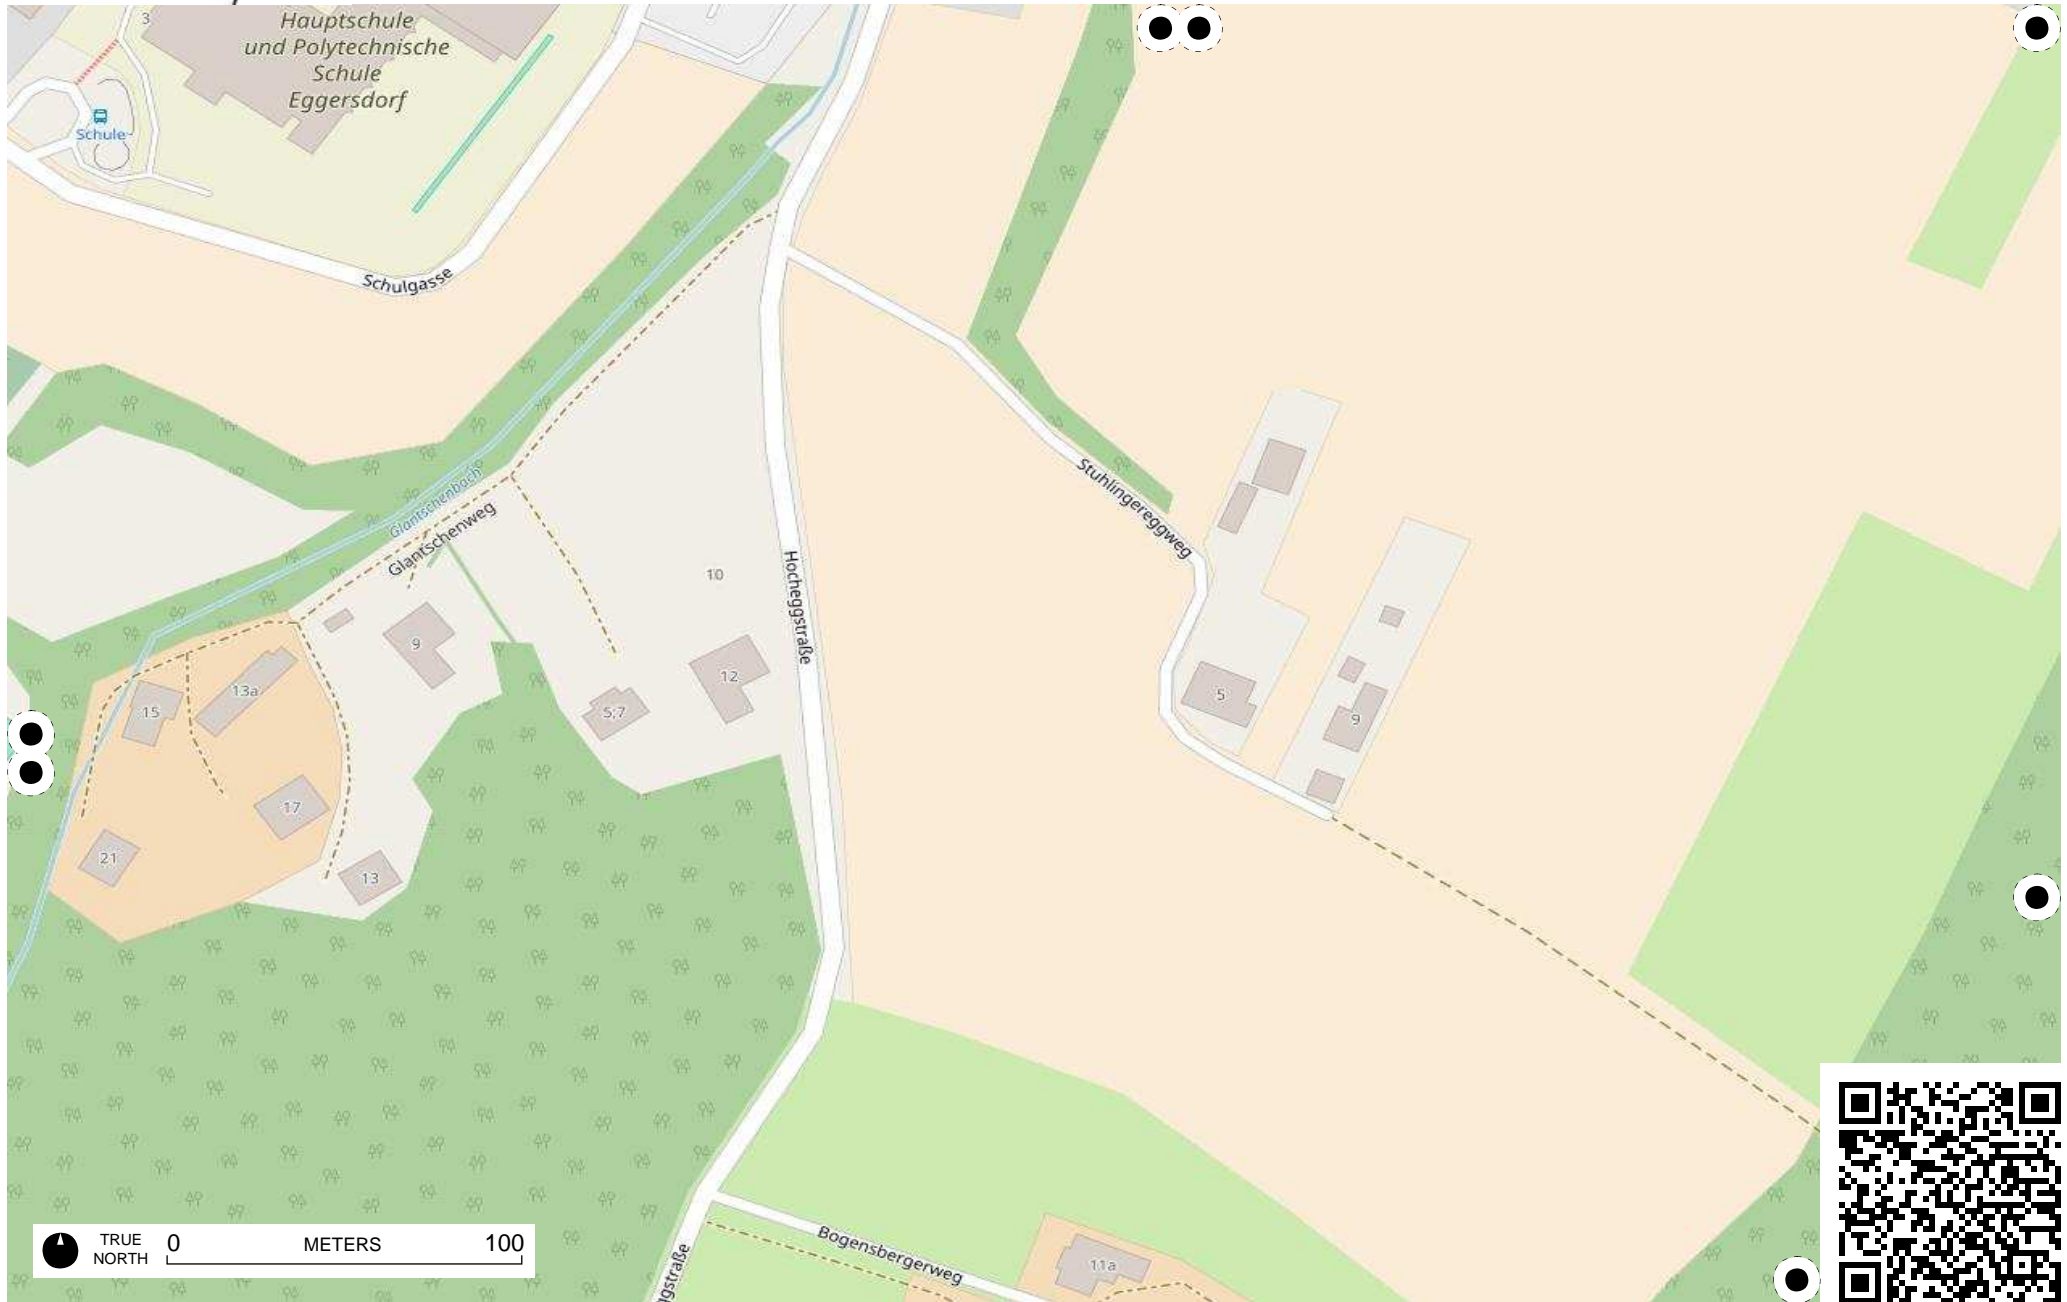 3
Hauptschule
und Polytechnische
Schule
Eggersdorf
Schule
Schulgasse
Glantschenbach
Glantschenweg
Stuhlingereggweg
Hocheggstraße
10
9
12
5;7
13a
15
5
9
17
21
13
TRUE
NORTH
0
METERS
100
Bogensbergerweg
11a
gstraße